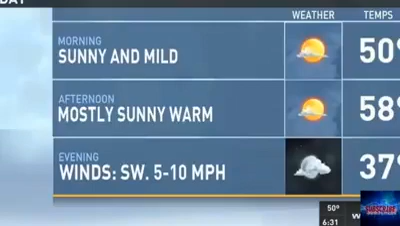 DAY
WEATHER TEMPS
MORNING
SUNNY AND MILD 50°
AFTERNOON
MOSTLY SUNNY WARM 58°
EVENING
WINDS: SW. 5-10 MPH 37°
50°
6:31 W
SUBSCRIBE